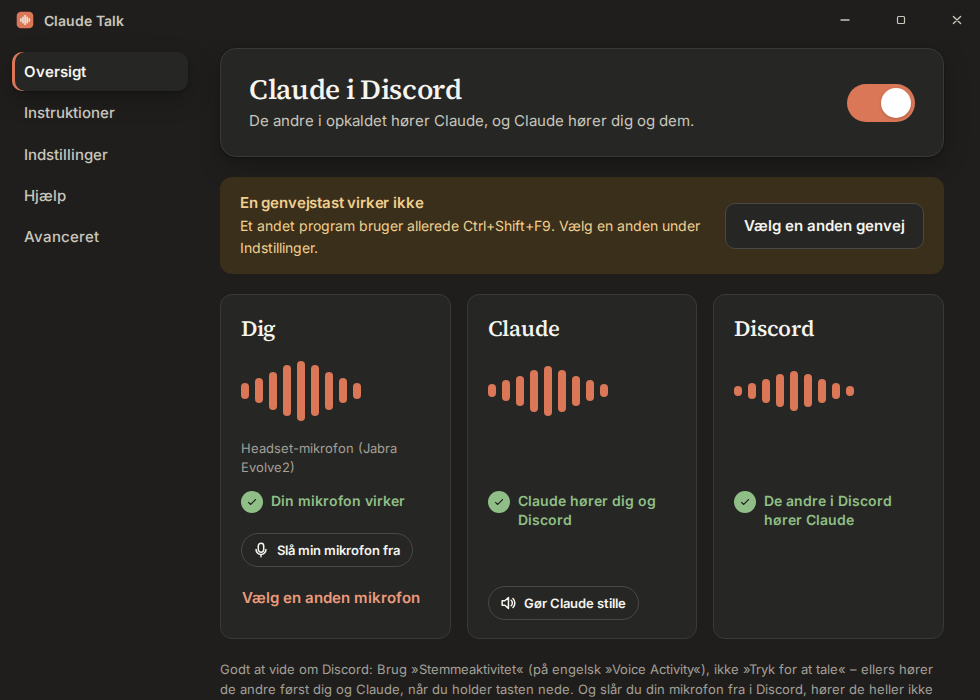 Claude Talk
Oversigt
Instruktioner
Indstillinger
Hjælp
Avanceret
Claude i Discord
De andre i opkaldet hører Claude, og Claude hører dig og dem.
En genvejstast virker ikke
Et andet program bruger allerede Ctrl+Shift+F9. Vælg en anden under
Indstillinger.
Vælg en anden genvej
Dig
Headset-mikrofon (Jabra
Evolve2)
Din mikrofon virker
Slå min mikrofon fra
Vælg en anden mikrofon
Claude
Claude hører dig og
Discord
Gør Claude stille
Discord
De andre i Discord
hører Claude
Godt at vide om Discord: Brug »Stemmeaktivitet« (på engelsk »Voice Activity«), ikke »Tryk for at tale« – ellers hører
de andre først dig og Claude, når du holder tasten nede. Og slår du din mikrofon fra i Discord, hører de heller ikke